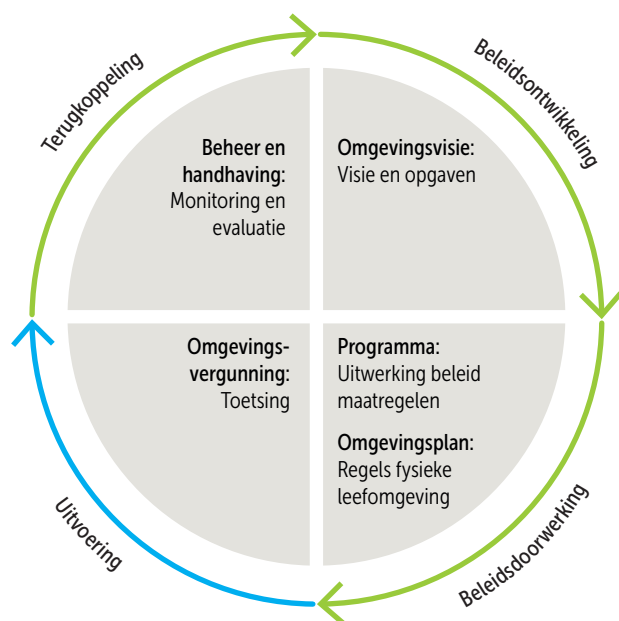 Terugkoppeling
Beleidsontwikkeling
Beheer en
handhaving:
Monitoring en
evaluatie
Omgevingsvisie:
Visie en opgaven
Omgevings-
vergunning:
Toetsing
Programma:
Uitwerking beleid
maatregelen
Omgevingsplan:
Regels fysieke
leefomgeving
Uitvoering
Beleidsdoorwerking